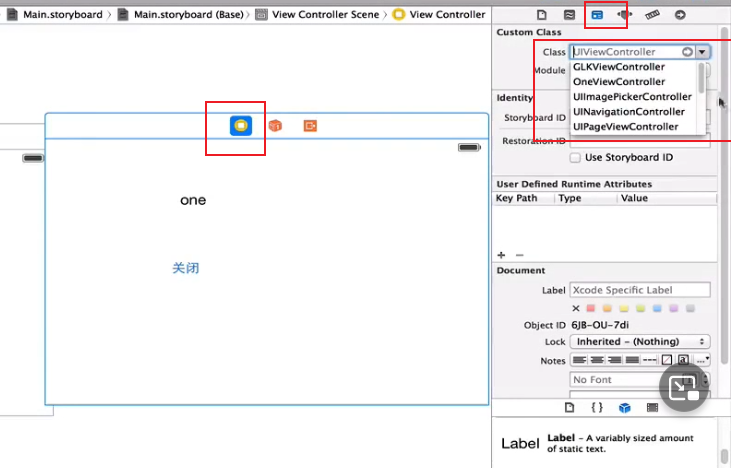 Main.storyboard
Main.storyboard (Base)
View Controller Scene
View Controller
Custom Class
Class UIViewController
GLKViewController
Module
OneViewController
UIImagePickerController
Identity
UINavigationController
Storyboard ID
UIPageViewController
Restoration ID
Use Storyboard ID
User Defined Runtime Attributes
Key Path Type Value
+ −
Document
Label Xcode Specific Label
Object ID 6JB-OU-7di
Lock Inherited - (Nothing)
Notes
No Font
Label Label - A variably sized amount
of static text.
one
关闭